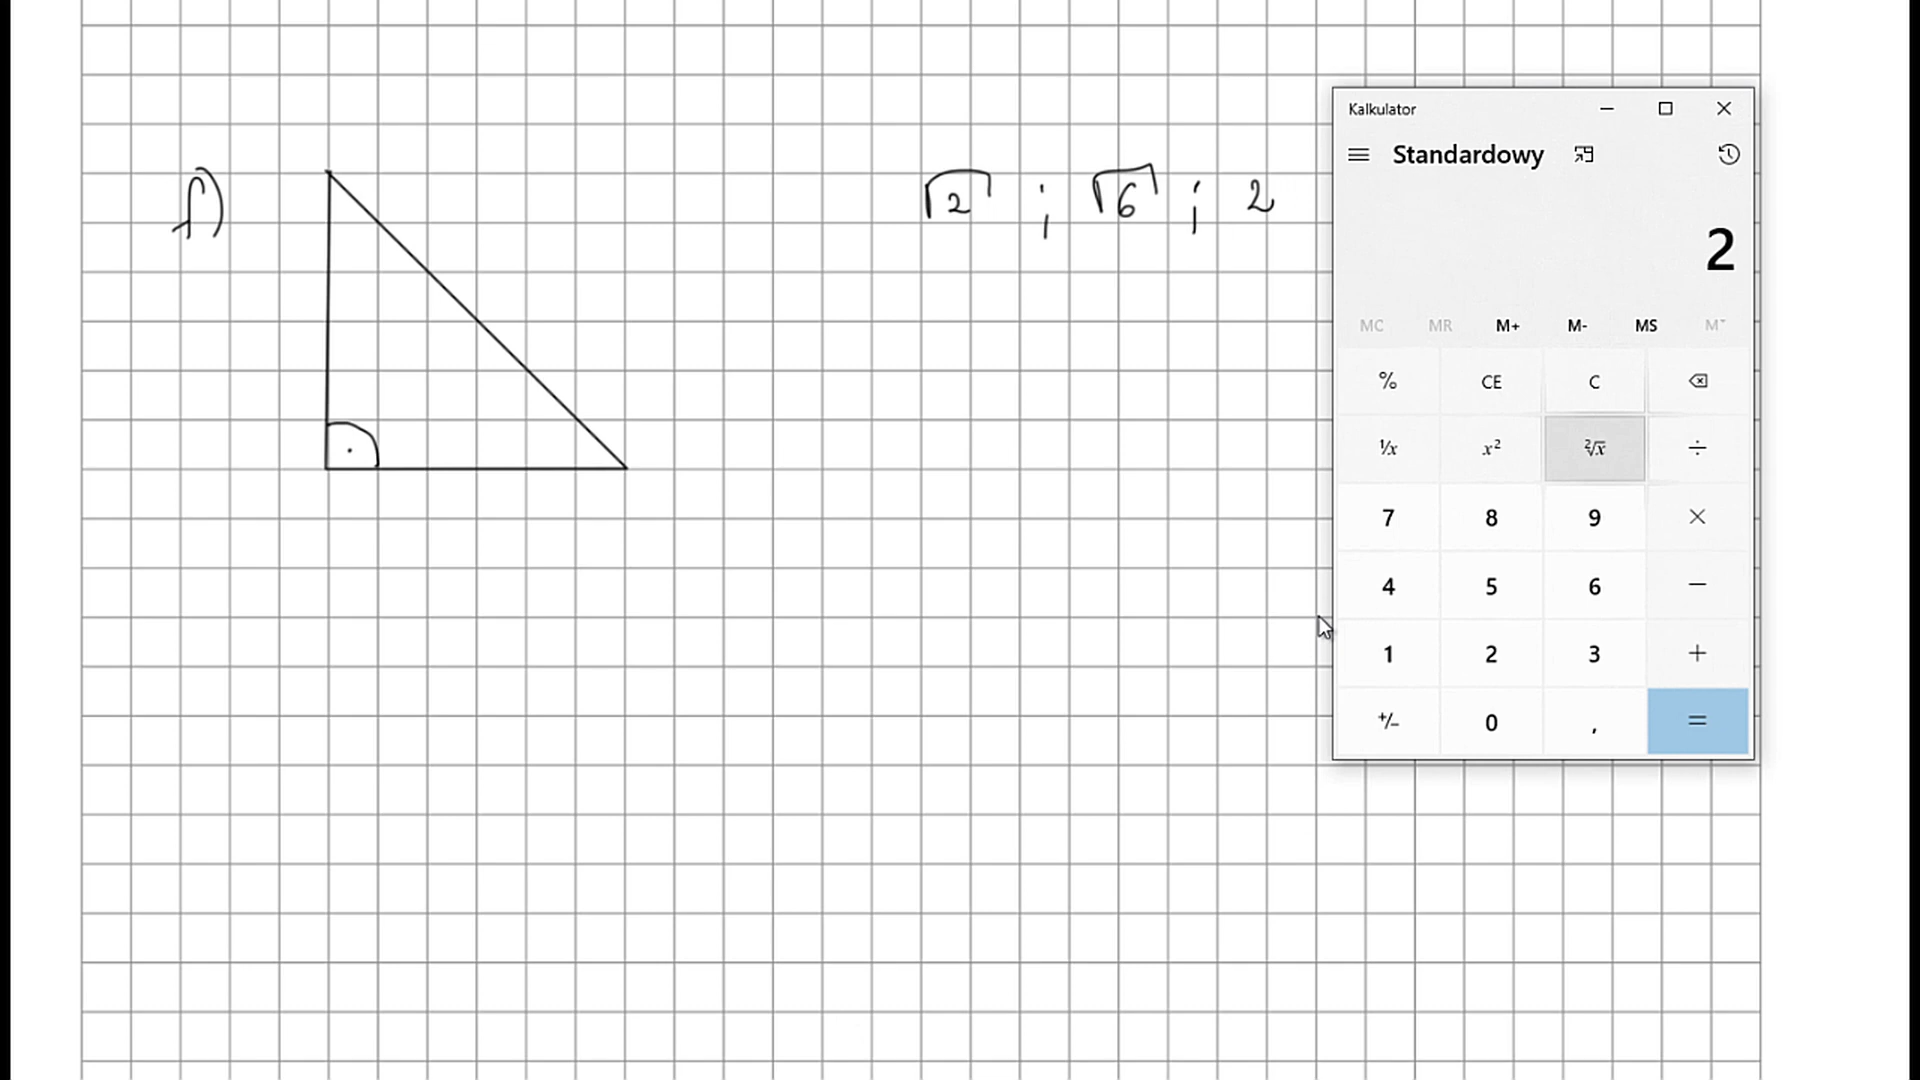 f) √2 ; √6 ; 2
Kalkulator
Standardowy
2
MC MR M+ M- MS M˅
% CE C
¹/x x² ²√x ÷
7 8 9 ×
4 5 6 −
1 2 3 +
+/− 0 , =